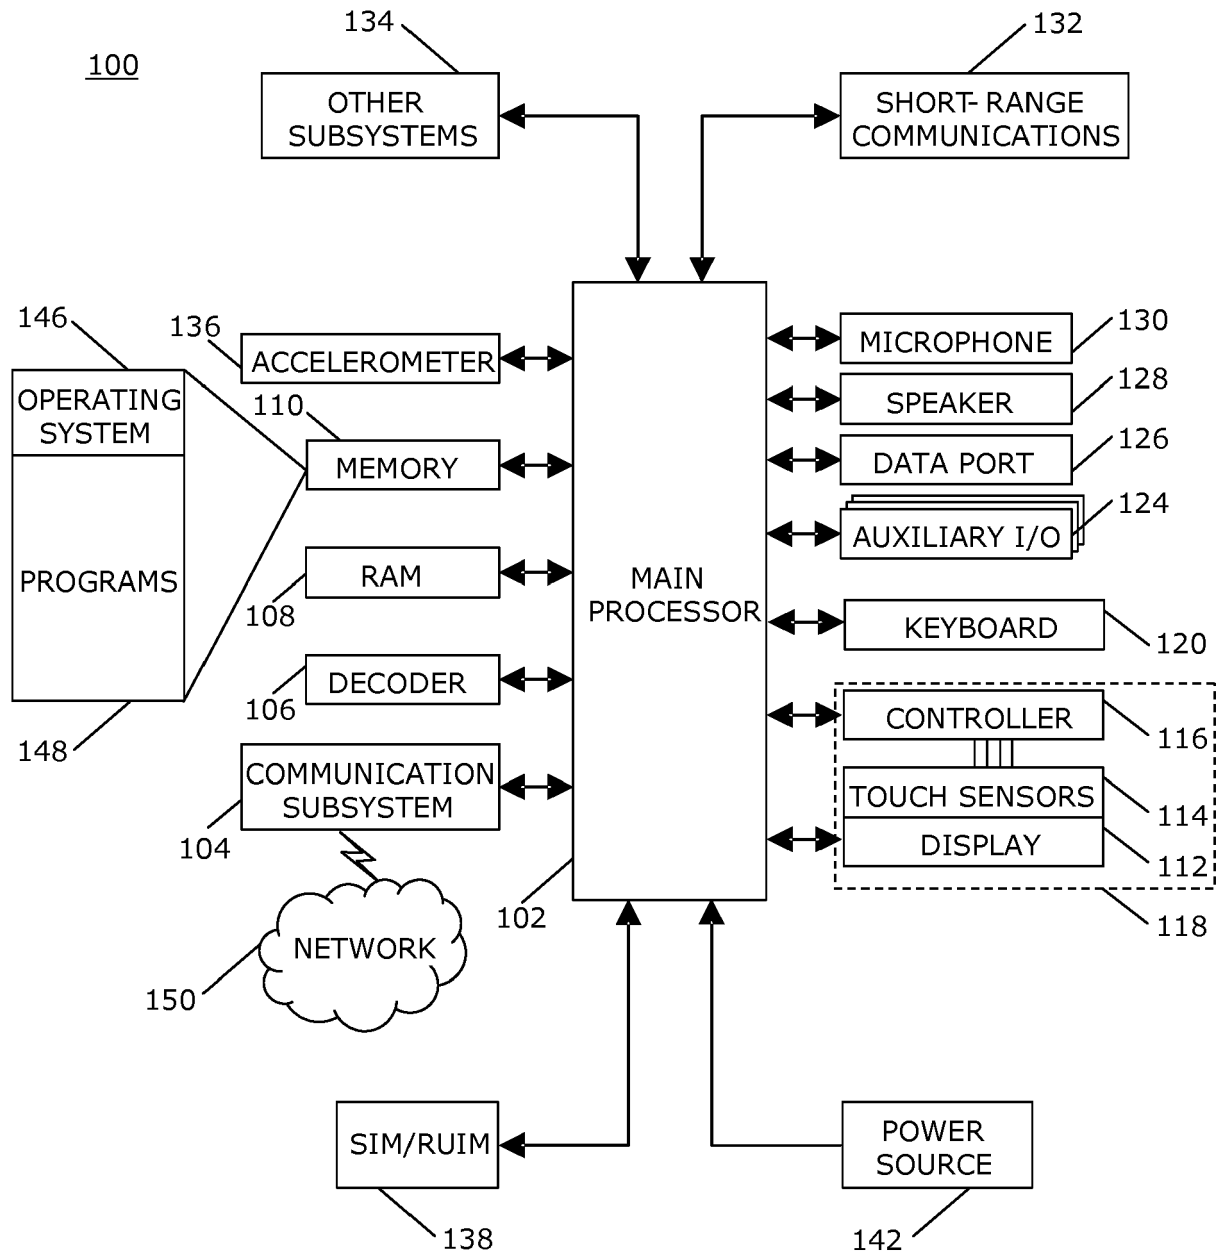 134
132
100
OTHER
SUBSYSTEMS
SHORT-RANGE
COMMUNICATIONS
146
136
ACCELEROMETER
MICROPHONE
130
OPERATING
SYSTEM
110
SPEAKER
128
MEMORY
DATA PORT
126
AUXILIARY I/O
124
PROGRAMS
RAM
108
MAIN
PROCESSOR
KEYBOARD
120
DECODER
106
CONTROLLER
116
148
COMMUNICATION
SUBSYSTEM
104
TOUCH SENSORS
114
DISPLAY
112
102
118
NETWORK
150
SIM/RUIM
138
POWER
SOURCE
142